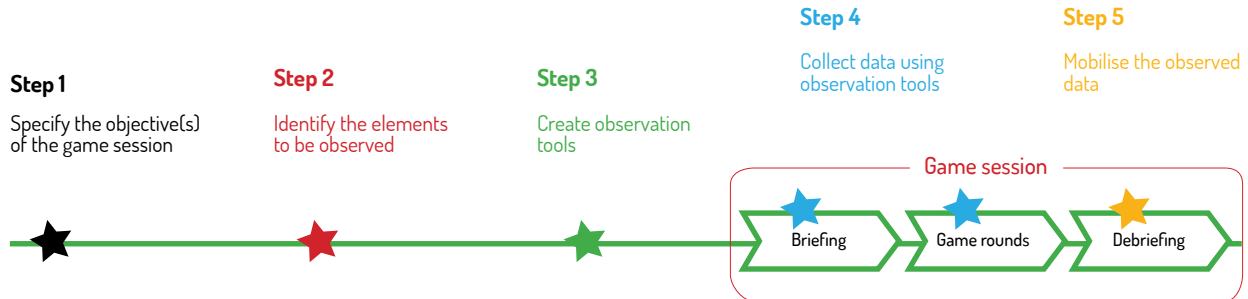 Step 1
Specify the objective(s)
of the game session
Step 2
Identify the elements
to be observed
Step 3
Create observation
tools
Step 4
Collect data using
observation tools
Step 5
Mobilise the observed
data
Game session
Briefing
Game rounds
Debriefing